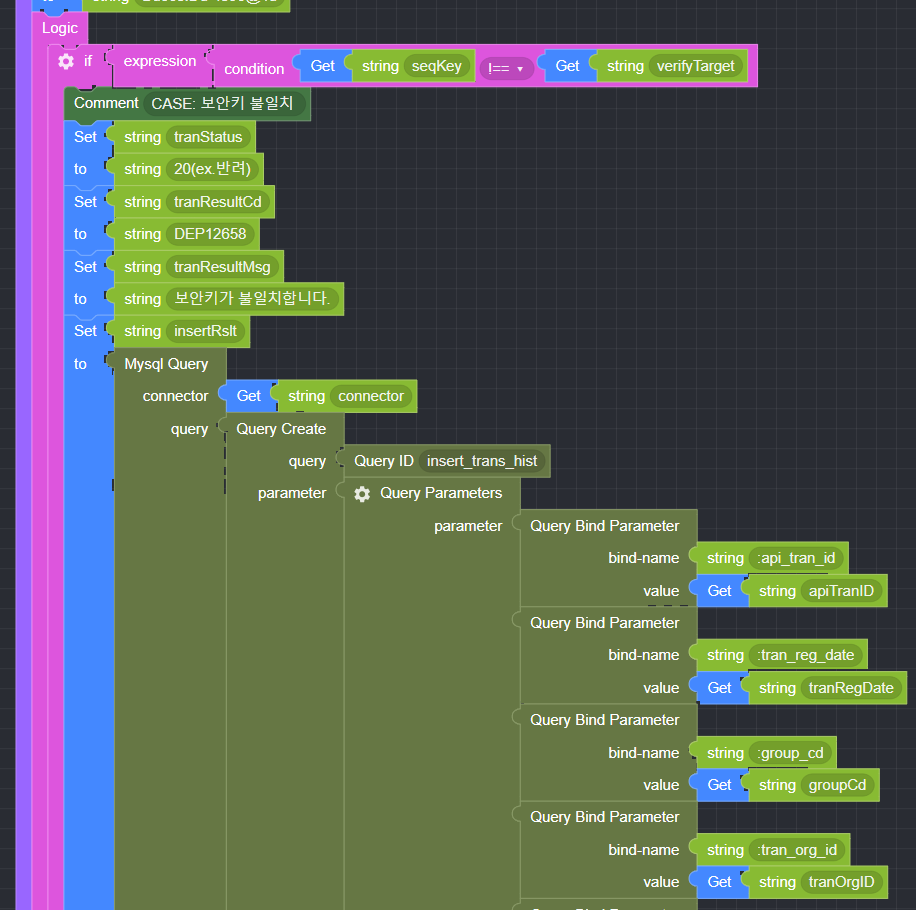 Logic
if expression condition Get string seqKey !== Get string verifyTarget
Comment CASE: 보안키 불일치
Set string tranStatus
to string 20(ex.반려)
Set string tranResultCd
to string DEP12658
Set string tranResultMsg
to string 보안키가 불일치합니다.
Set string insertRslt
to Mysql Query
connector Get string connector
query Query Create
query Query ID insert_trans_hist
parameter Query Parameters
parameter Query Bind Parameter
bind-name string :api_tran_id
value Get string apiTranID
Query Bind Parameter
bind-name string :tran_reg_date
value Get string tranRegDate
Query Bind Parameter
bind-name string :group_cd
value Get string groupCd
Query Bind Parameter
bind-name string :tran_org_id
value Get string tranOrgID